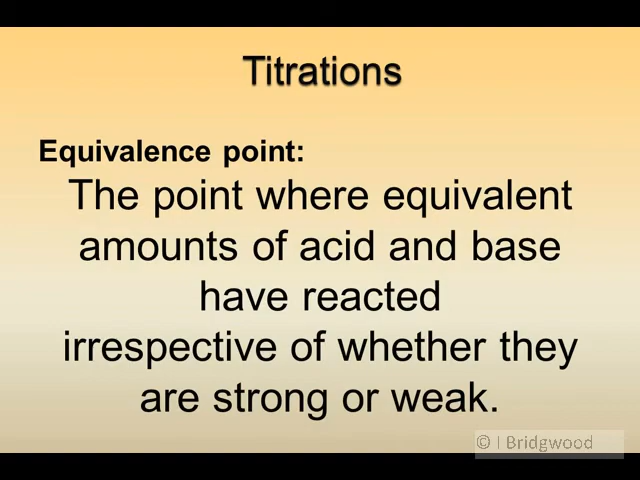 Titrations
Equivalence point:
The point where equivalent
amounts of acid and base
have reacted
irrespective of whether they
are strong or weak.
© I Bridgwood